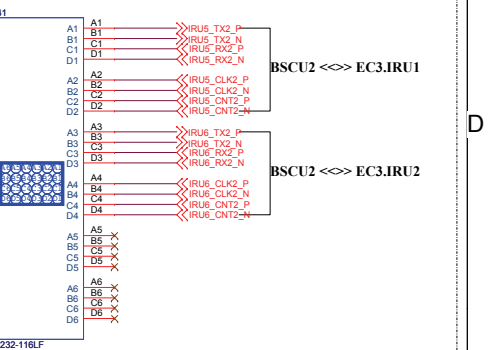 41
A1 A1 IRU5_TX2_P
B1 B1 IRU5_TX2_N
C1 C1 IRU5_RX2_P
D1 D1 IRU5_RX2_N
BSCU2 <<>> EC3.IRU1
A2 A2 IRU5_CLK2_P
B2 B2 IRU5_CLK2_N
C2 C2 IRU5_CNT2_P
D2 D2 IRU5_CNT2_N
D
A3 A3 IRU6_TX2_P
B3 B3 IRU6_TX2_N
C3 C3 IRU6_RX2_P
D3 D3 IRU6_RX2_N
BSCU2 <<>> EC3.IRU2
A4 A4 IRU6_CLK2_P
B4 B4 IRU6_CLK2_N
C4 C4 IRU6_CNT2_P
D4 D4 IRU6_CNT2_N
A5 A5
B5 B5
C5 C5
D5 D5
A6 A6
B6 B6
C6 C6
D6 D6
232-116LF